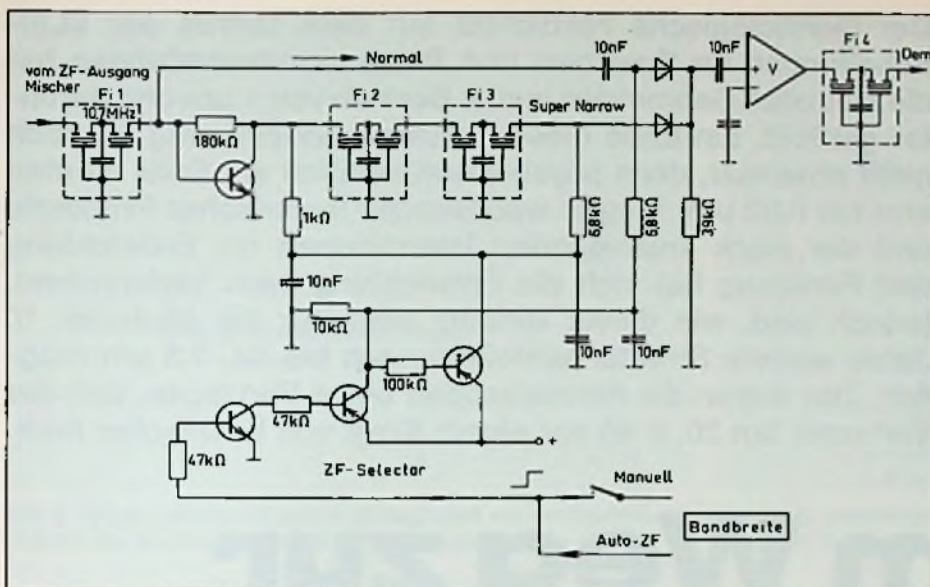 10nF
10nF
Fi 4
Dem
Normal
V
+
vom ZF-Ausgang
Mischer
Fi 1
10,7MHz
180kΩ
Fi 2
Fi 3
Super Narrow
1kΩ
6,8kΩ
6,8kΩ
39kΩ
10nF
10kΩ
100kΩ
10nF
10nF
47kΩ
47kΩ
+
ZF-Selector
Manuell
Bandbreite
Auto-ZF